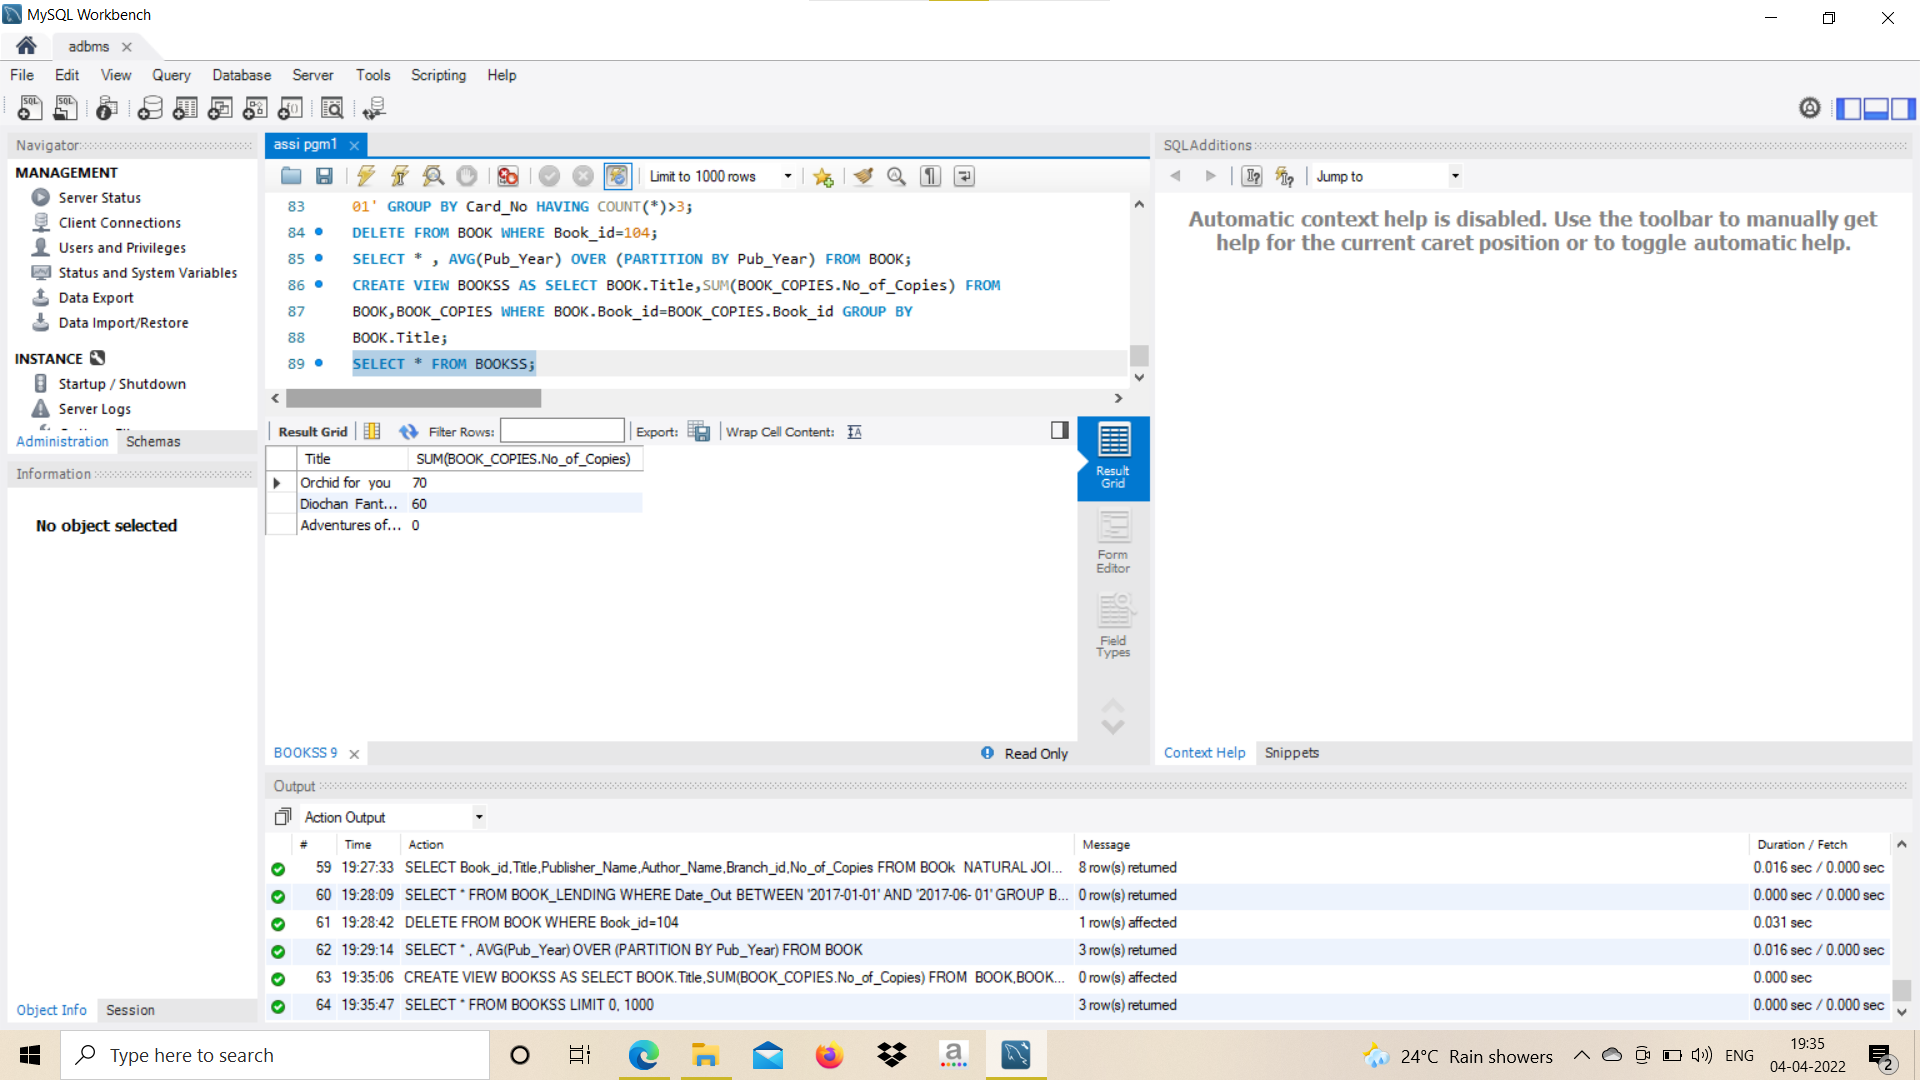 MySQL Workbench
adbms
File Edit View Query Database Server Tools Scripting Help
Navigator
MANAGEMENT
Server Status
Client Connections
Users and Privileges
Status and System Variables
Data Export
Data Import/Restore
INSTANCE
Startup / Shutdown
Server Logs
Administration Schemas
Information
No object selected
Object Info Session
assi pgm1
Limit to 1000 rows
83 01' GROUP BY Card_No HAVING COUNT(*)>3;
84 DELETE FROM BOOK WHERE Book_id=104;
85 SELECT * , AVG(Pub_Year) OVER (PARTITION BY Pub_Year) FROM BOOK;
86 CREATE VIEW BOOKSS AS SELECT BOOK.Title,SUM(BOOK_COPIES.No_of_Copies) FROM
87 BOOK,BOOK_COPIES WHERE BOOK.Book_id=BOOK_COPIES.Book_id GROUP BY
88 BOOK.Title;
89 SELECT * FROM BOOKSS;
Result Grid Filter Rows: Export: Wrap Cell Content:
Title SUM(BOOK_COPIES.No_of_Copies)
Orchid for you 70
Diochan Fant... 60
Adventures of... 0
Result
Grid
Form
Editor
Field
Types
BOOKSS 9
Read Only
SQLAdditions
Jump to
Automatic context help is disabled. Use the toolbar to manually get
help for the current caret position or to toggle automatic help.
Context Help Snippets
Output
Action Output
# Time Action Message Duration / Fetch
59 19:27:33 SELECT Book_id,Title,Publisher_Name,Author_Name,Branch_id,No_of_Copies FROM BOOk NATURAL JOI... 8 row(s) returned 0.016 sec / 0.000 sec
60 19:28:09 SELECT * FROM BOOK_LENDING WHERE Date_Out BETWEEN '2017-01-01' AND '2017-06- 01' GROUP B... 0 row(s) returned 0.000 sec / 0.000 sec
61 19:28:42 DELETE FROM BOOK WHERE Book_id=104 1 row(s) affected 0.031 sec
62 19:29:14 SELECT * , AVG(Pub_Year) OVER (PARTITION BY Pub_Year) FROM BOOK 3 row(s) returned 0.016 sec / 0.000 sec
63 19:35:06 CREATE VIEW BOOKSS AS SELECT BOOK.Title,SUM(BOOK_COPIES.No_of_Copies) FROM BOOK,BOOK... 0 row(s) affected 0.000 sec
64 19:35:47 SELECT * FROM BOOKSS LIMIT 0, 1000 3 row(s) returned 0.000 sec / 0.000 sec
Type here to search
24°C Rain showers
ENG
19:35
04-04-2022
2